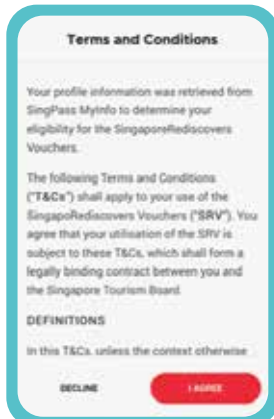 Terms and Conditions
Your profile information was retrieved from
SingPass MyInfo to determine your
eligibility for the SingaporeRediscovers
Vouchers.
The following Terms and Conditions
("T&Cs") shall apply to your use of the
SingapoRediscovers Vouchers ("SRV"). You
agree that your utilisation of the SRV is
subject to these T&Cs, which shall form a
legally binding contract between you and
the Singapore Tourism Board.
DEFINITIONS
In this T&Cs, unless the context otherwise
DECLINE
I AGREE